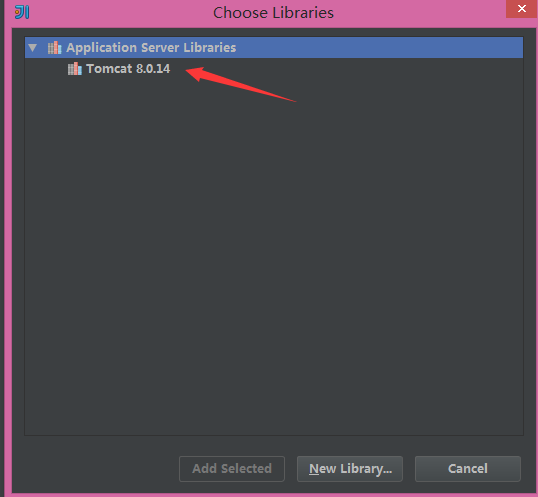 Choose Libraries
Application Server Libraries
Tomcat 8.0.14
Add Selected
New Library...
Cancel